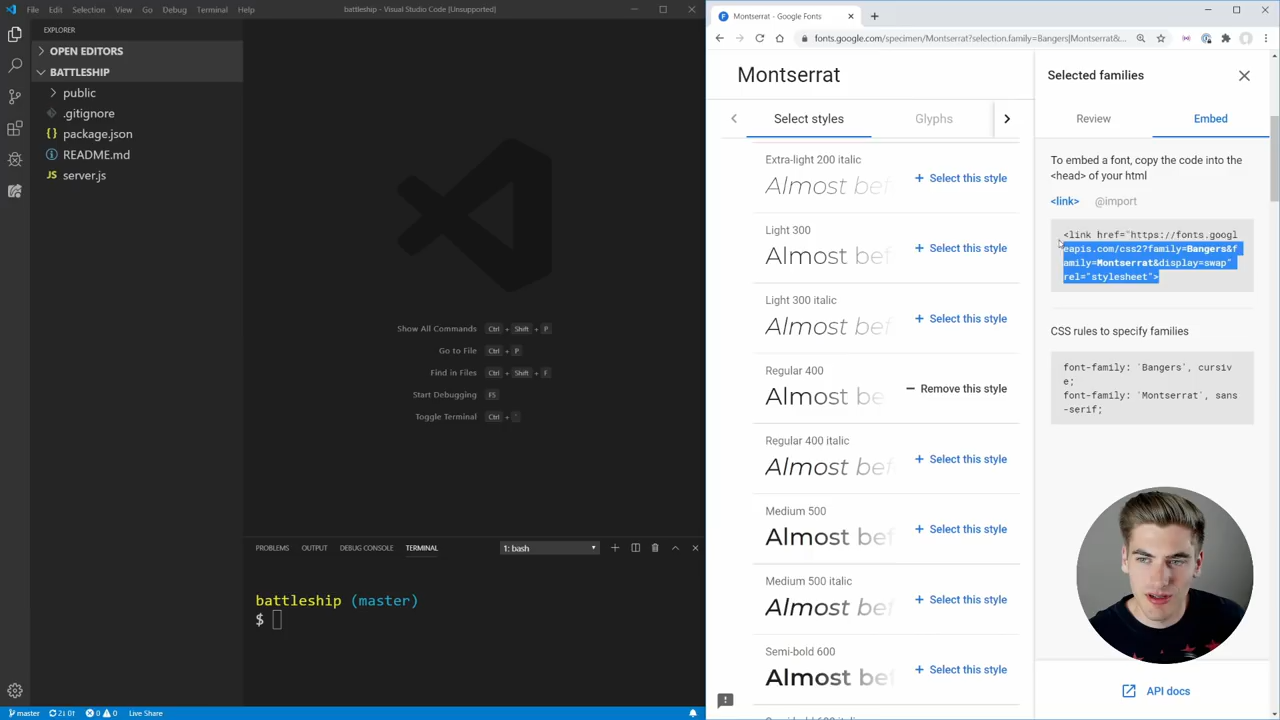 File Edit Selection View Go Debug Terminal Help
battleship - Visual Studio Code [Unsupported]
EXPLORER
OPEN EDITORS
BATTLESHIP
public
.gitignore
package.json
README.md
server.js
Show All Commands Ctrl + Shift + P
Go to File Ctrl + P
Find in Files Ctrl + Shift + F
Start Debugging F5
Toggle Terminal Ctrl + `
PROBLEMS OUTPUT DEBUG CONSOLE TERMINAL
1: bash
battleship (master)
$
master 2↓ 0↑ 0 0 Live Share
Montserrat - Google Fonts
fonts.google.com/specimen/Montserrat?selection.family=Bangers|Montserrat&...
Montserrat
Select styles Glyphs
Extra-light 200 italic
Almost bef
Select this style
Light 300
Almost bef
Select this style
Light 300 italic
Almost bef
Select this style
Regular 400
Almost be
Remove this style
Regular 400 italic
Almost bef
Select this style
Medium 500
Almost bef
Select this style
Medium 500 italic
Almost bef
Select this style
Semi-bold 600
Almost bef
Select this style
Selected families
Review Embed
To embed a font, copy the code into the
<head> of your html
<link> @import
<link href="https://fonts.googl
eapis.com/css2?family=Bangers&f
amily=Montserrat&display=swap"
rel="stylesheet">
CSS rules to specify families
font-family: 'Bangers', cursiv
e;
font-family: 'Montserrat', sans
-serif;
API docs